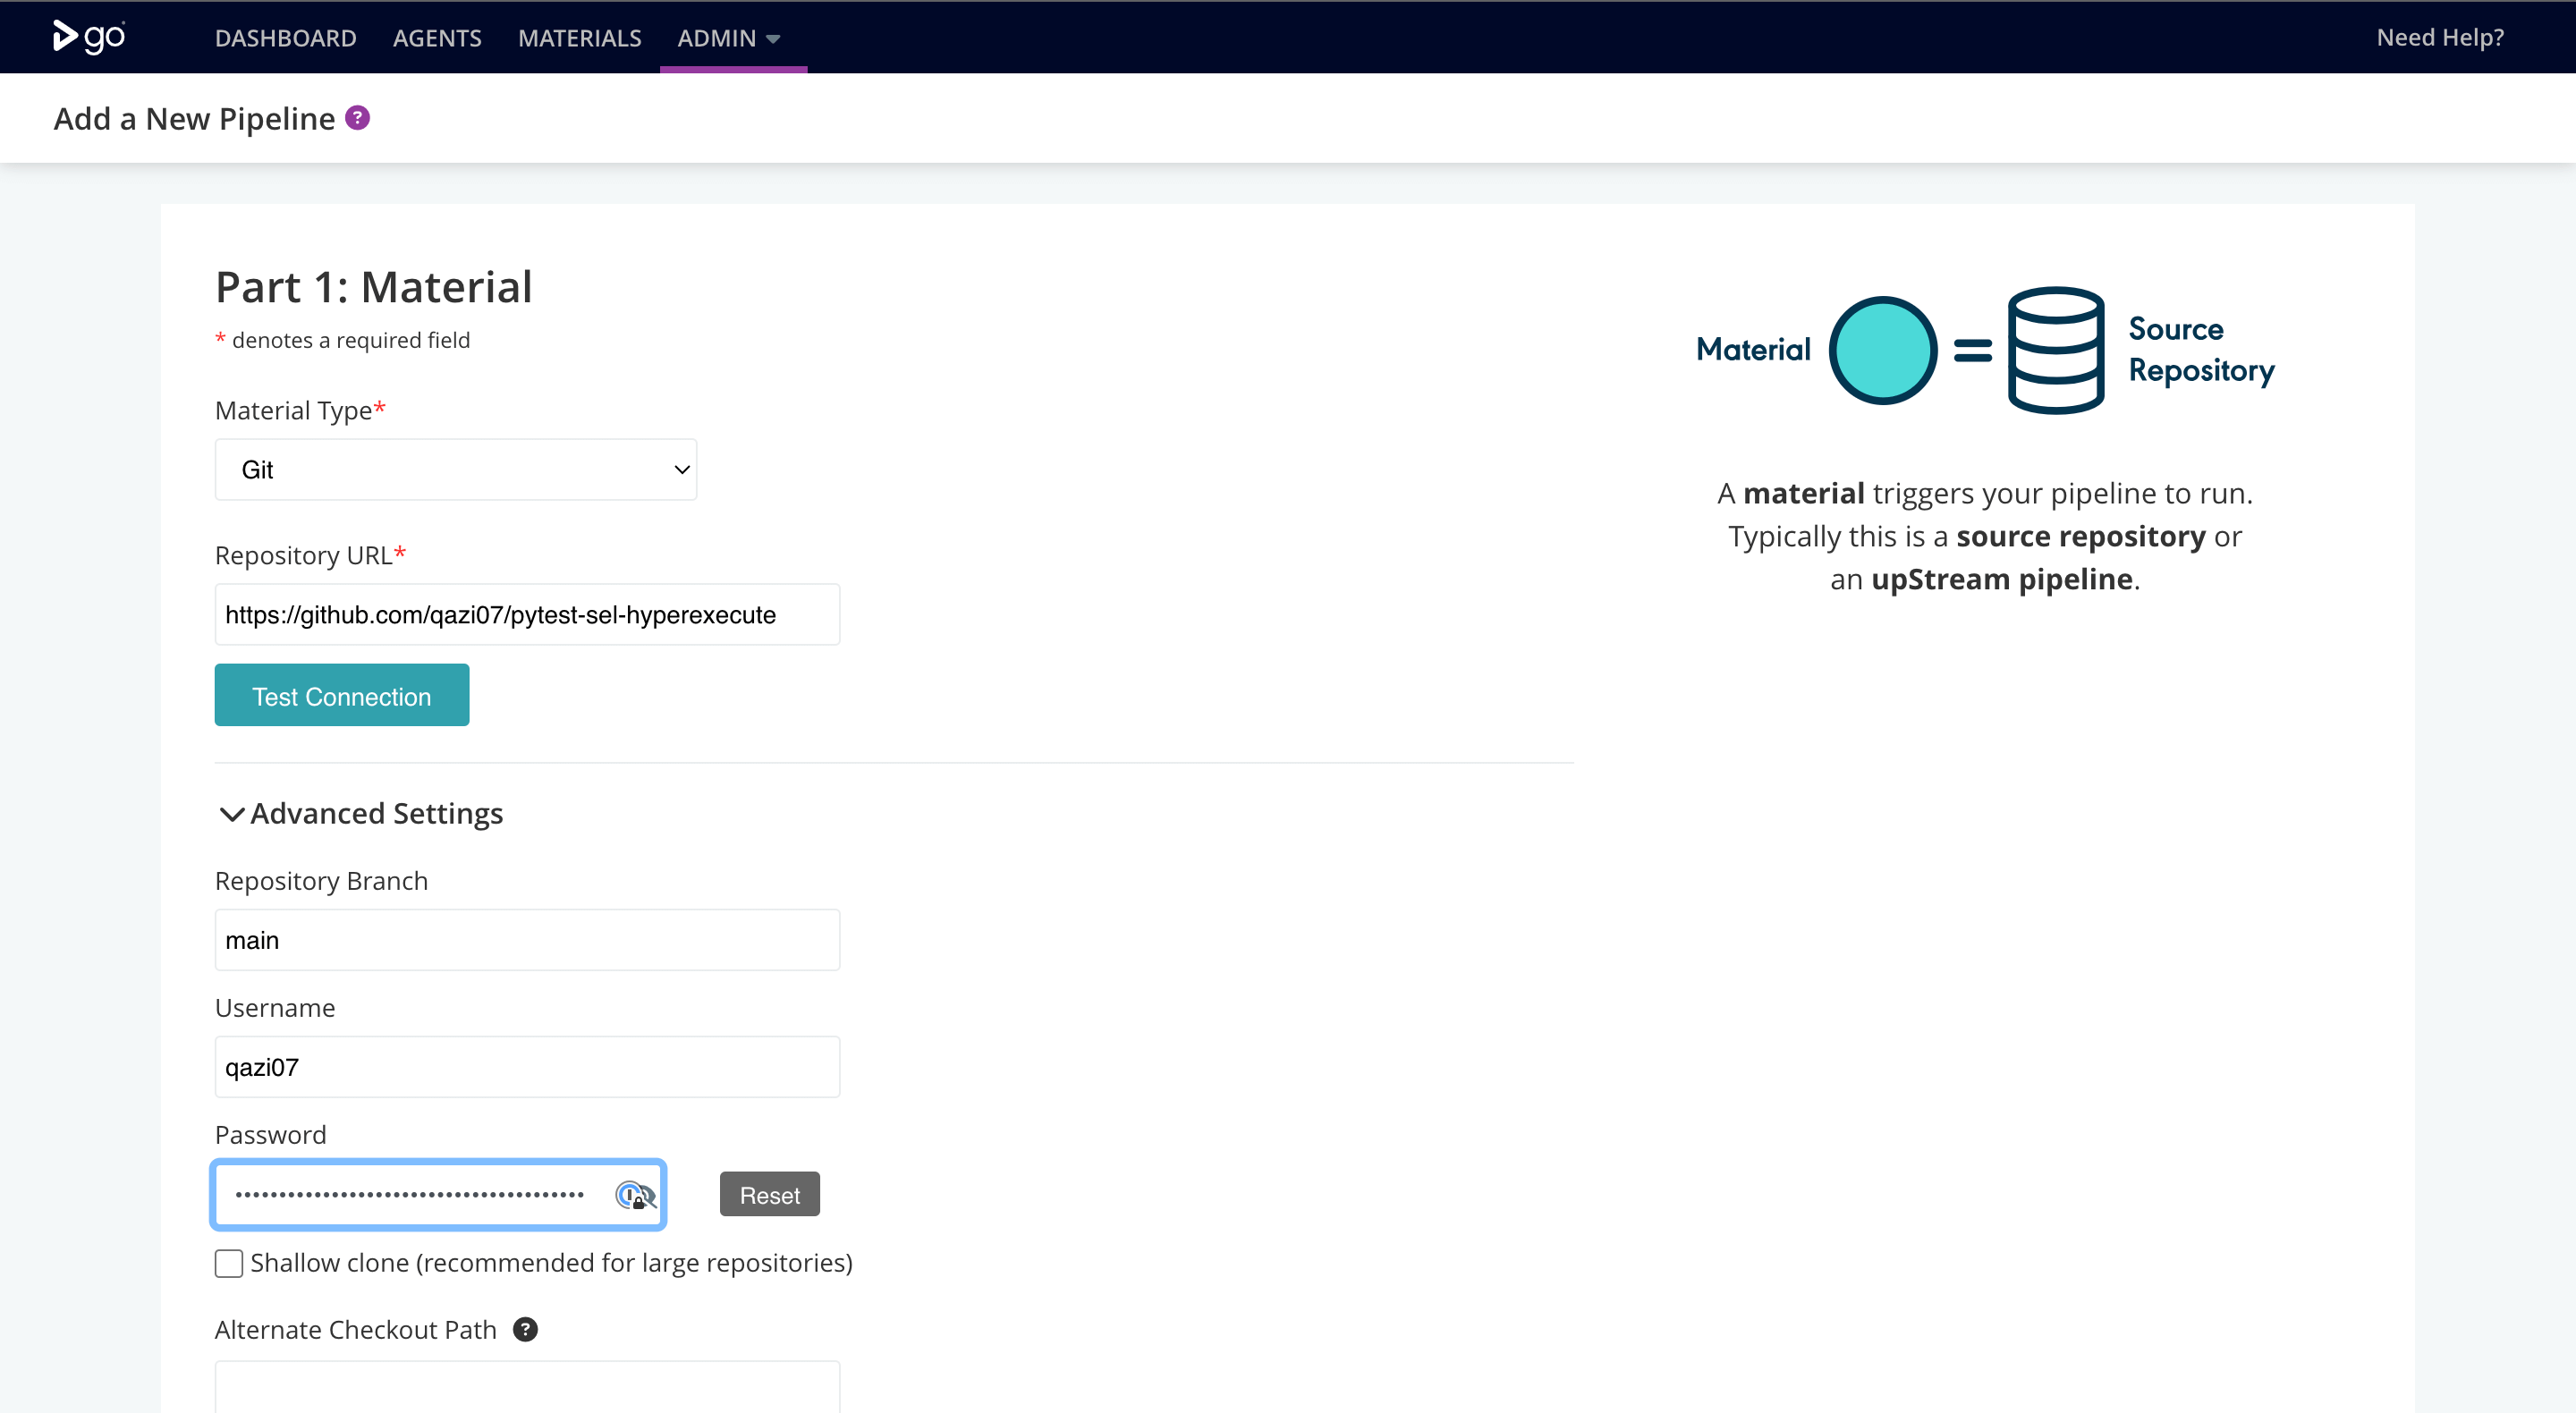 go
DASHBOARD AGENTS MATERIALS ADMIN
Need Help?
Add a New Pipeline ?
Part 1: Material
* denotes a required field
Material Type*
Git
Repository URL*
https://github.com/qazi07/pytest-sel-hyperexecute
Test Connection
Advanced Settings
Repository Branch
main
Username
qazi07
Password
••••••••••••••••••••••••••••••••••••••••
Reset
Shallow clone (recommended for large repositories)
Alternate Checkout Path ?
Material = Source
Repository
A material triggers your pipeline to run.
Typically this is a source repository or
an upStream pipeline.